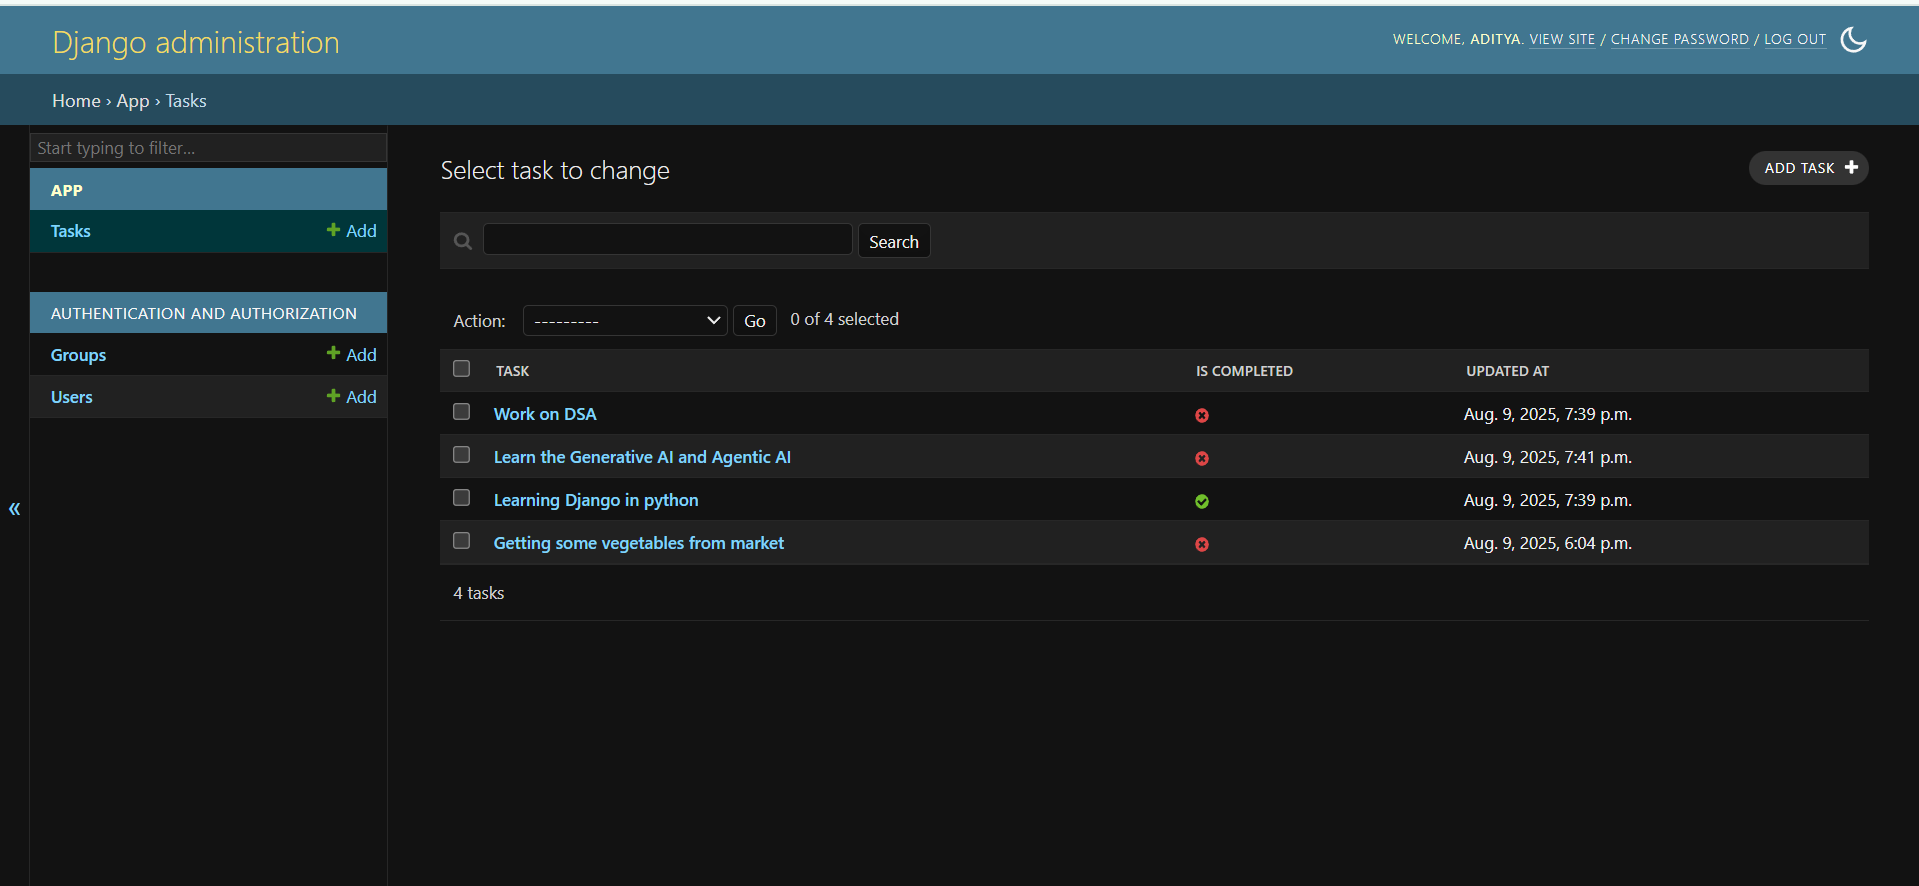 Django administration
WELCOME, ADITYA. VIEW SITE / CHANGE PASSWORD / LOG OUT
Home › App › Tasks
Start typing to filter...
APP
Tasks + Add
AUTHENTICATION AND AUTHORIZATION
Groups + Add
Users + Add
«
Select task to change
ADD TASK +
Search
Action: --------- Go 0 of 4 selected
TASK IS COMPLETED UPDATED AT
Work on DSA Aug. 9, 2025, 7:39 p.m.
Learn the Generative AI and Agentic AI Aug. 9, 2025, 7:41 p.m.
Learning Django in python Aug. 9, 2025, 7:39 p.m.
Getting some vegetables from market Aug. 9, 2025, 6:04 p.m.
4 tasks